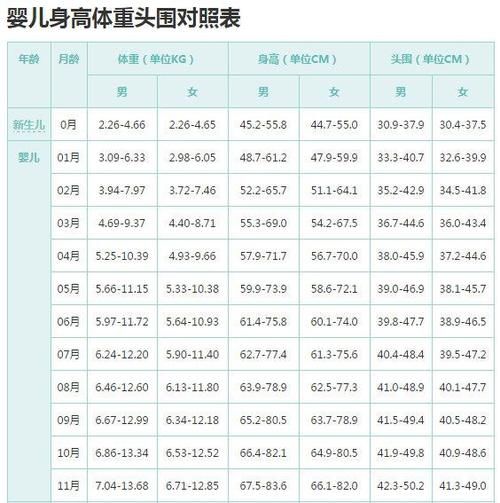 婴儿身高体重头围对照表
年龄 月龄 体重（单位KG） 身高（单位CM） 头围（单位CM）
男 女 男 女 男 女
新生儿 0月 2.26-4.66 2.26-4.65 45.2-55.8 44.7-55.0 30.9-37.9 30.4-37.5
婴儿 01月 3.09-6.33 2.98-6.05 48.7-61.2 47.9-59.9 33.3-40.7 32.6-39.9
02月 3.94-7.97 3.72-7.46 52.2-65.7 51.1-64.1 35.2-42.9 34.5-41.8
03月 4.69-9.37 4.40-8.71 55.3-69.0 54.2-67.5 36.7-44.6 36.0-43.4
04月 5.25-10.39 4.93-9.66 57.9-71.7 56.7-70.0 38.0-45.9 37.2-44.6
05月 5.66-11.15 5.33-10.38 59.9-73.9 58.6-72.1 39.0-46.9 38.1-45.7
06月 5.97-11.72 5.64-10.93 61.4-75.8 60.1-74.0 39.8-47.7 38.9-46.5
07月 6.24-12.20 5.90-11.40 62.7-77.4 61.3-75.6 40.4-48.4 39.5-47.2
08月 6.46-12.60 6.13-11.80 63.9-78.9 62.5-77.3 41.0-48.9 40.1-47.7
09月 6.67-12.99 6.34-12.18 65.2-80.5 63.7-78.9 41.5-49.4 40.5-48.2
10月 6.86-13.34 6.53-12.52 66.4-82.1 64.9-80.5 41.9-49.8 40.9-48.6
11月 7.04-13.68 6.71-12.85 67.5-83.6 66.1-82.0 42.3-50.2 41.3-49.0